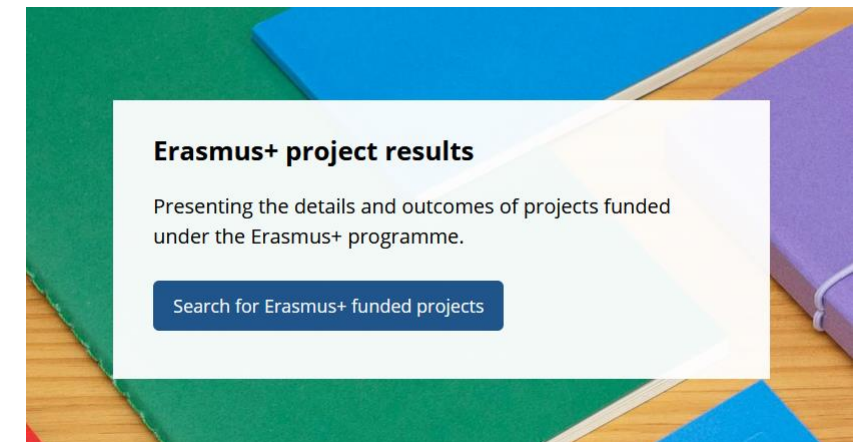 Erasmus+ project results
Presenting the details and outcomes of projects funded
under the Erasmus+ programme.
Search for Erasmus+ funded projects